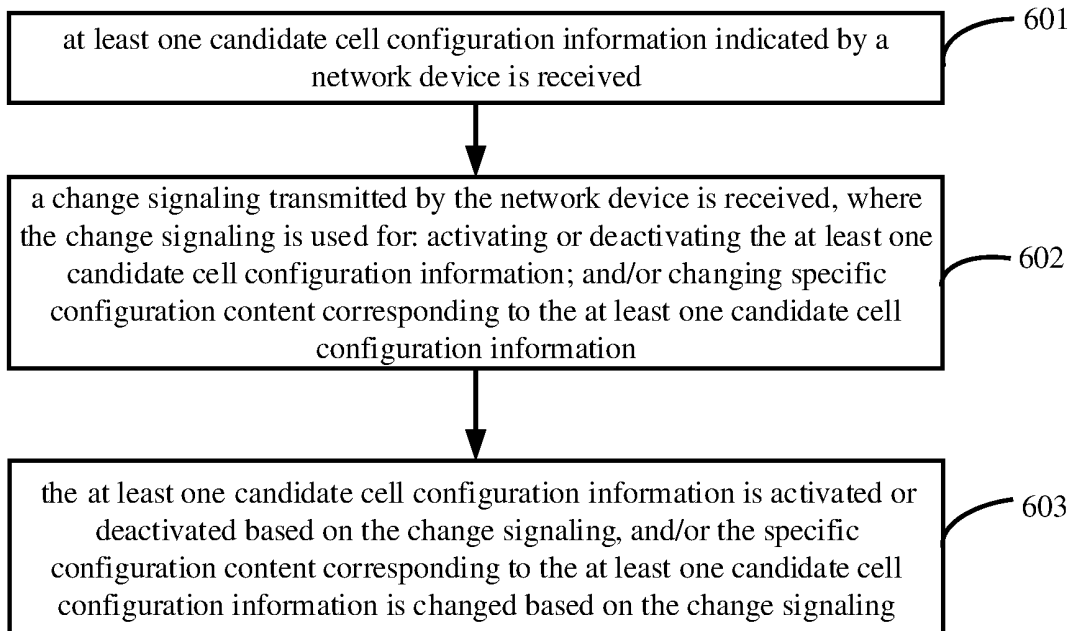 at least one candidate cell configuration information indicated by a
network device is received
601
a change signaling transmitted by the network device is received, where
the change signaling is used for: activating or deactivating the at least one
candidate cell configuration information; and/or changing specific
configuration content corresponding to the at least one candidate cell
configuration information
602
the at least one candidate cell configuration information is activated or
deactivated based on the change signaling, and/or the specific
configuration content corresponding to the at least one candidate cell
configuration information is changed based on the change signaling
603